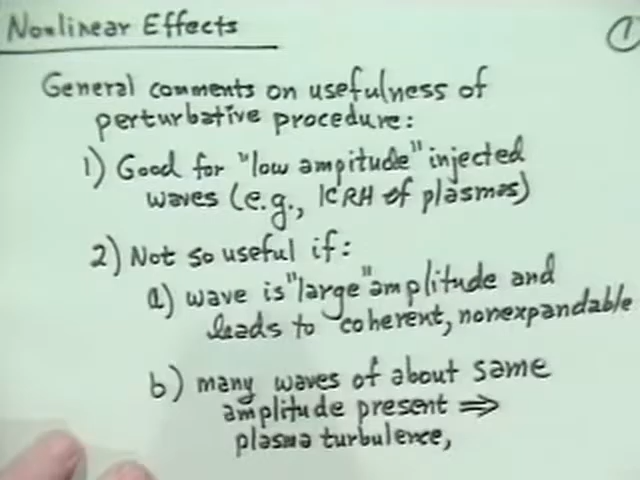 Nonlinear Effects
1
General comments on usefulness of
perturbative procedure:
1) Good for "low ampitude" injected
waves (e.g., ICRH of plasmas)
2) Not so useful if:
a) wave is "large" amplitude and
leads to coherent, nonexpandable
b) many waves of about same
amplitude present ⇒
plasma turbulence,